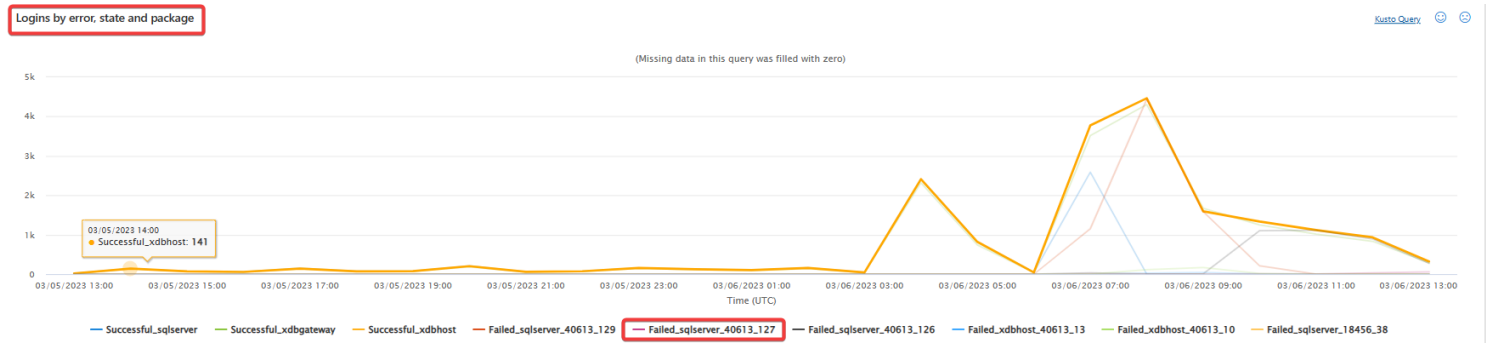 Logins by error, state and package
Kusto Query
(Missing data in this query was filled with zero)
5k
4k
3k
2k
1k
0
03/05/2023 14:00
Successful_xdbhost: 141
03/05/2023 13:00 03/05/2023 15:00 03/05/2023 17:00 03/05/2023 19:00 03/05/2023 21:00 03/05/2023 23:00 03/06/2023 01:00 03/06/2023 03:00 03/06/2023 05:00 03/06/2023 07:00 03/06/2023 09:00 03/06/2023 11:00 03/06/2023 13:00
Time (UTC)
Successful_sqlserver Successful_xdbgateway Successful_xdbhost Failed_sqlserver_40613_129 Failed_sqlserver_40613_127 Failed_sqlserver_40613_126 Failed_xdbhost_40613_13 Failed_xdbhost_40613_10 Failed_sqlserver_18456_38